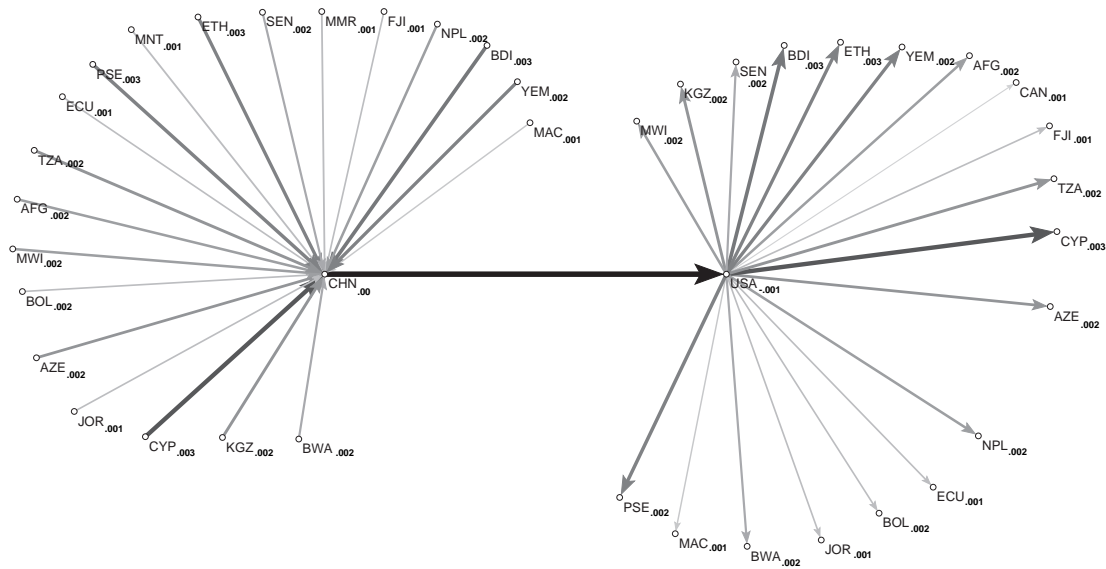 ETH.003
SEN.002
MMR.001
FJI.001
NPL.002
BDI.003
MNT.001
PSE.003
YEM.002
ECU.001
MAC.001
TZA.002
AFG.002
MWI.002
CHN.00
BOL.002
AZE.002
JOR.001
CYP.003
KGZ.002
BWA.002
BDI.003
ETH.003
YEM.002
AFG.002
SEN.002
KGZ.002
CAN.001
MWI.002
FJI.001
TZA.002
CYP.003
USA-.001
AZE.002
NPL.002
ECU.001
PSE.002
BOL.002
MAC.001
BWA.002
JOR.001